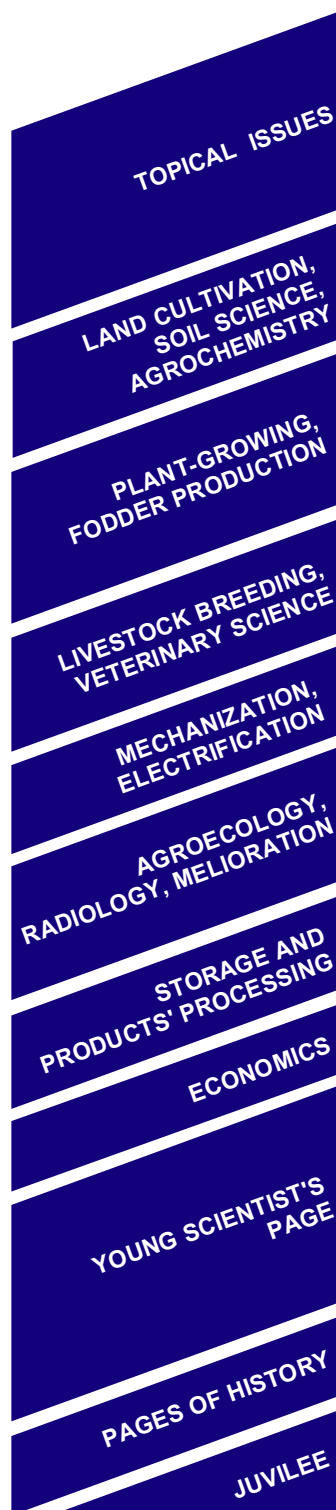 TOPICAL ISSUES
LAND CULTIVATION,
SOIL SCIENCE,
AGROCHEMISTRY
PLANT-GROWING,
FODDER PRODUCTION
LIVESTOCK BREEDING,
VETERINARY SCIENCE
MECHANIZATION,
ELECTRIFICATION
AGROECOLOGY,
RADIOLOGY, MELIORATION
STORAGE AND
PRODUCTS' PROCESSING
ECONOMICS
YOUNG SCIENTIST'S
PAGE
PAGES OF HISTORY
JUVILEE